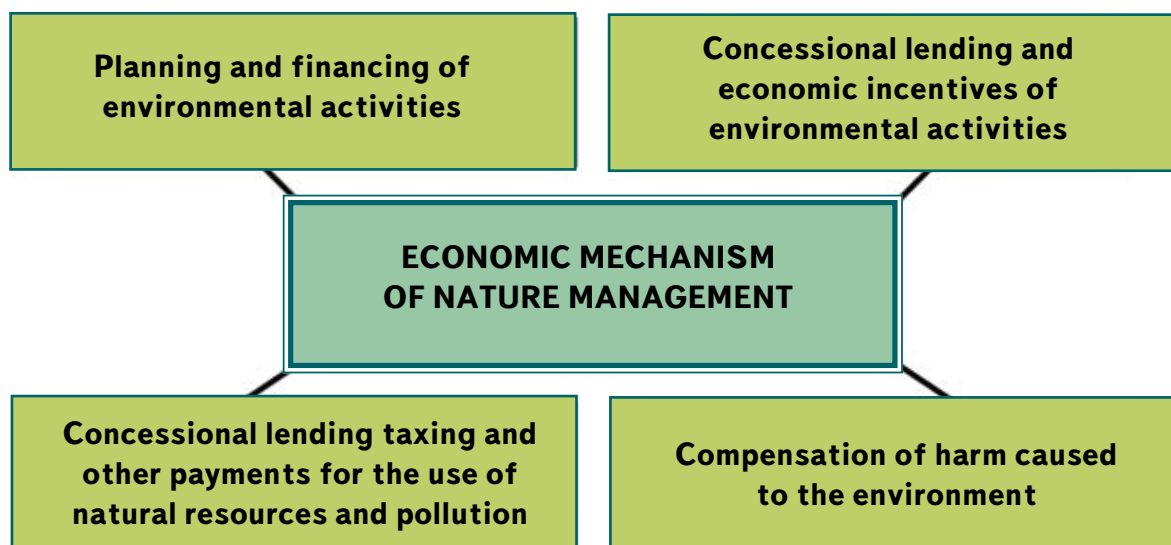 Planning and financing of
environmental activities
Concessional lending and
economic incentives of
environmental activities
ECONOMIC MECHANISM
OF NATURE MANAGEMENT
Concessional lending taxing and
other payments for the use of
natural resources and pollution
Compensation of harm caused
to the environment